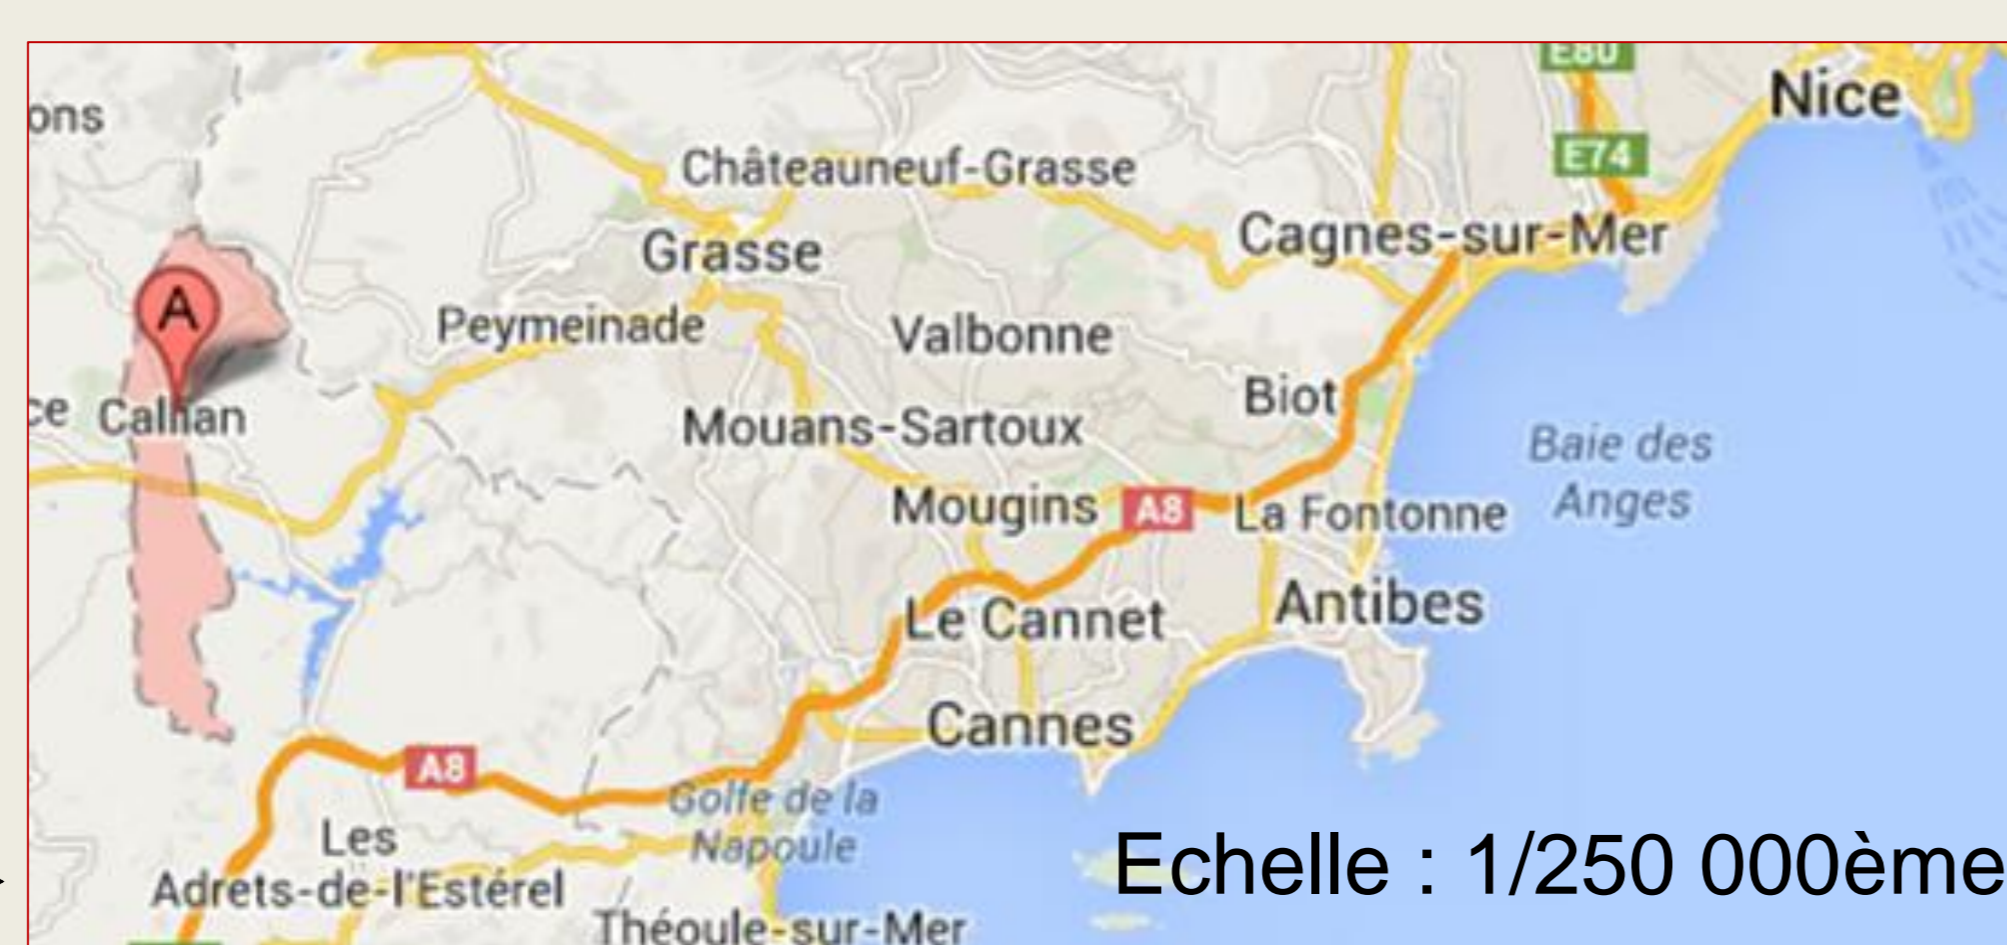 E80
Nice
ons
E74
Châteauneuf-Grasse
Cagnes-sur-Mer
Grasse
A
Peymeinade
Valbonne
Biot
ce
Callian
Mouans-Sartoux
Baie des
Anges
Mougins
A8
La Fontonne
Le Cannet
Antibes
Cannes
A8
Golfe de la
Napoule
Les
Adrets-de-l'Estérel
Echelle : 1/250 000ème
Théoule-sur-Mer